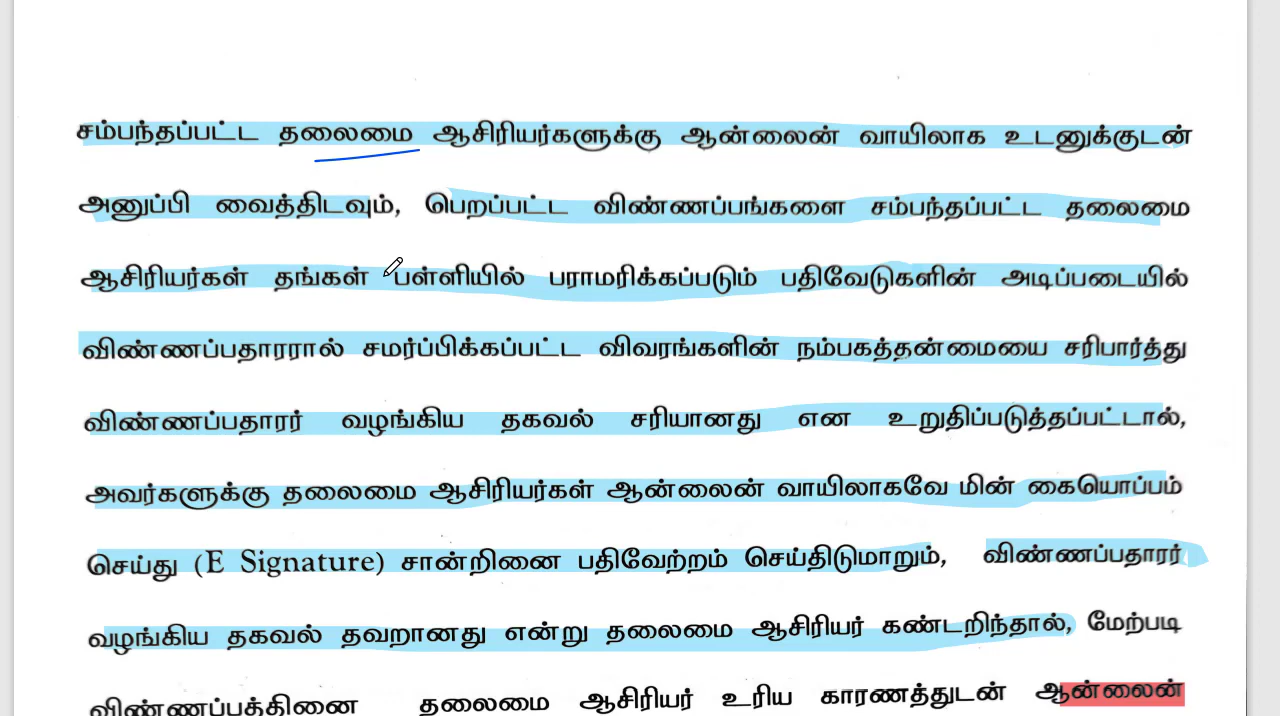 சம்பந்தப்பட்ட தலைமை ஆசிரியர்களுக்கு ஆன்லைன் வாயிலாக உடனுக்குடன்
அனுப்பி வைத்திடவும், பெறப்பட்ட விண்ணப்பங்களை சம்பந்தப்பட்ட தலைமை
ஆசிரியர்கள் தங்கள் பள்ளியில் பராமரிக்கப்படும் பதிவேடுகளின் அடிப்படையில்
விண்ணப்பதாரரால் சமர்ப்பிக்கப்பட்ட விவரங்களின் நம்பகத்தன்மையை சரிபார்த்து
விண்ணப்பதாரர் வழங்கிய தகவல் சரியானது என உறுதிப்படுத்தப்பட்டால்,
அவர்களுக்கு தலைமை ஆசிரியர்கள் ஆன்லைன் வாயிலாகவே மின் கையொப்பம்
செய்து (E Signature) சான்றினை பதிவேற்றம் செய்திடுமாறும், விண்ணப்பதாரர்
வழங்கிய தகவல் தவறானது என்று தலைமை ஆசிரியர் கண்டறிந்தால், மேற்படி
விண்ணப்பத்தினை தலைமை ஆசிரியர் உரிய காரணத்துடன் ஆன்லைன்